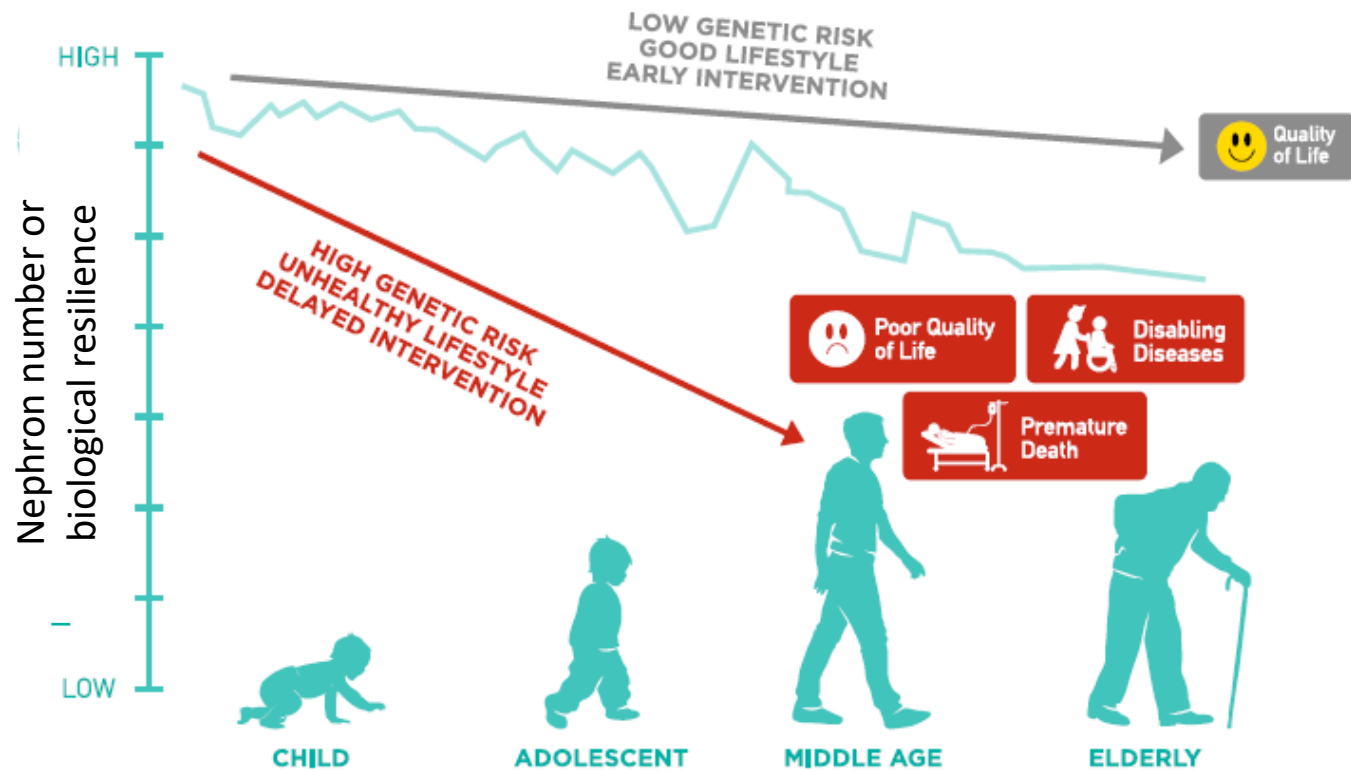 LOW GENETIC RISK
GOOD LIFESTYLE
EARLY INTERVENTION
HIGH
Quality
of Life
Nephron number or
biological resilience
HIGH GENETIC RISK
UNHEALTHY LIFESTYLE
DELAYED INTERVENTION
Poor Quality
of Life
Disabling
Diseases
Premature
Death
LOW
CHILD
ADOLESCENT
MIDDLE AGE
ELDERLY